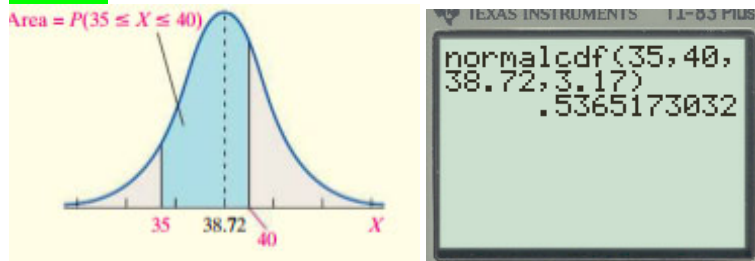 Area = P(35 ≤ X ≤ 40)
35
38.72
40
X
TEXAS INSTRUMENTS TI-83 Plus
normalcdf(35,40,
38.72,3.17)
.5365173032